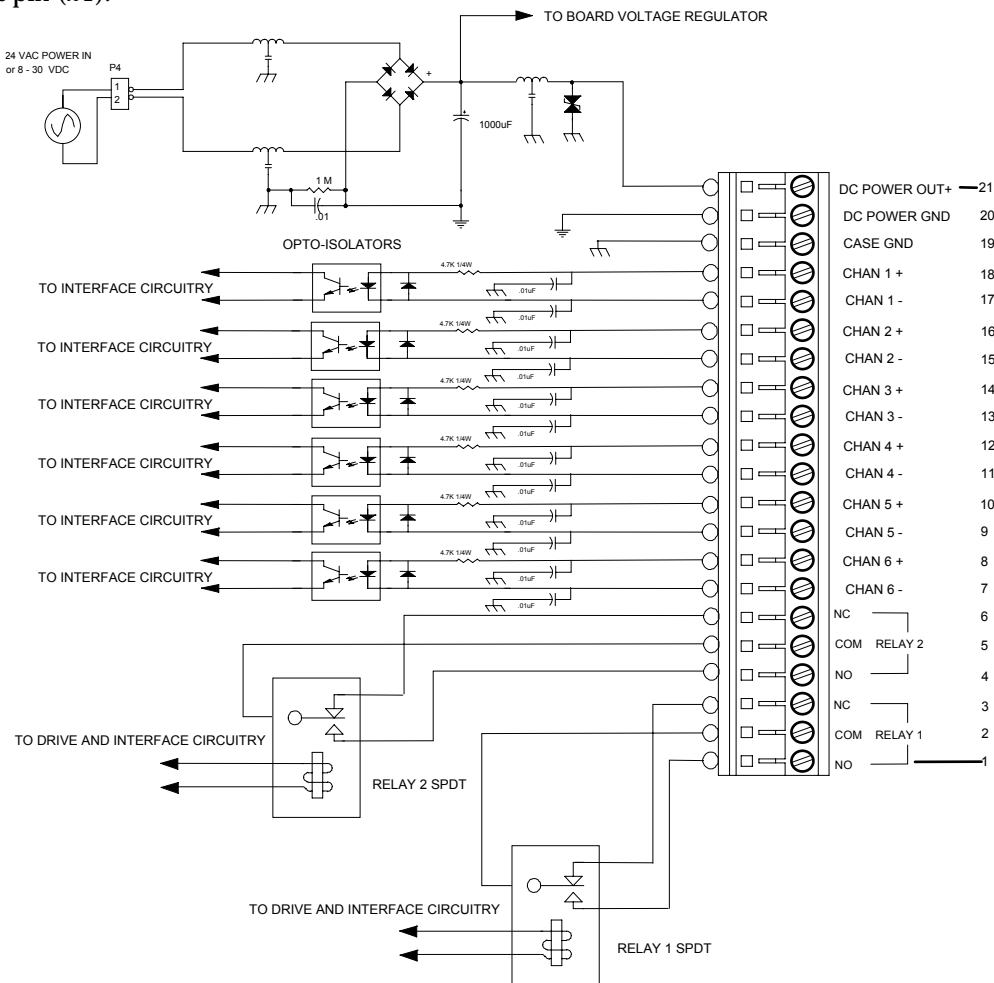 TO BOARD VOLTAGE REGULATOR
24 VAC POWER IN
or 8 - 30 VDC
P4
1
2
+
+
1000uF
1 M
.01
DC POWER OUT+ 21
DC POWER GND 20
CASE GND 19
OPTO-ISOLATORS
TO INTERFACE CIRCUITRY
4.7K 1/4W
.01uF
CHAN 1 + 18
.01uF
CHAN 1 - 17
TO INTERFACE CIRCUITRY
4.7K 1/4W
.01uF
CHAN 2 + 16
.01uF
CHAN 2 - 15
TO INTERFACE CIRCUITRY
4.7K 1/4W
.01uF
CHAN 3 + 14
.01uF
CHAN 3 - 13
TO INTERFACE CIRCUITRY
4.7K 1/4W
.01uF
CHAN 4 + 12
.01uF
CHAN 4 - 11
TO INTERFACE CIRCUITRY
4.7K 1/4W
.01uF
CHAN 5 + 10
.01uF
CHAN 5 - 9
TO INTERFACE CIRCUITRY
4.7K 1/4W
.01uF
CHAN 6 + 8
.01uF
CHAN 6 - 7
NC 6
COM RELAY 2 5
NO 4
NC 3
COM RELAY 1 2
NO 1
TO DRIVE AND INTERFACE CIRCUITRY
RELAY 2 SPDT
TO DRIVE AND INTERFACE CIRCUITRY
RELAY 1 SPDT